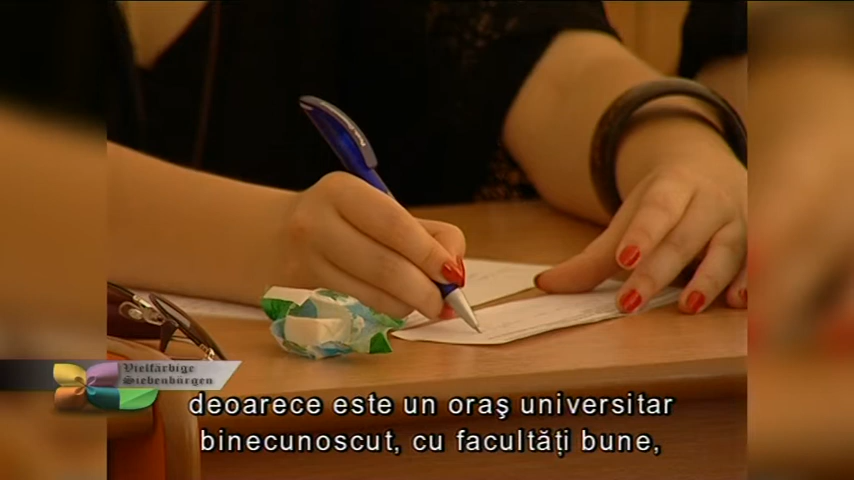 Vielfärbige
Siebenbürgen
deoarece este un oraş universitar
binecunoscut, cu facultăţi bune,